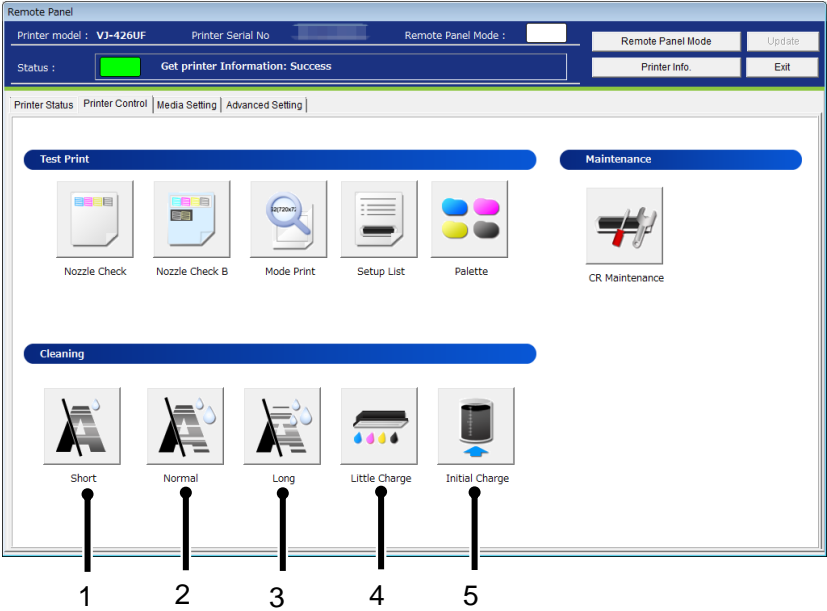 Remote Panel
Printer model : VJ-426UF Printer Serial No Remote Panel Mode :
Remote Panel Mode Update
Status : Get printer Information: Success
Printer Info. Exit
Printer Status Printer Control Media Setting Advanced Setting
Test Print Maintenance
52(720x72
Nozzle Check Nozzle Check B Mode Print Setup List Palette
CR Maintenance
Cleaning
Short Normal Long Little Charge Initial Charge
1 2 3 4 5